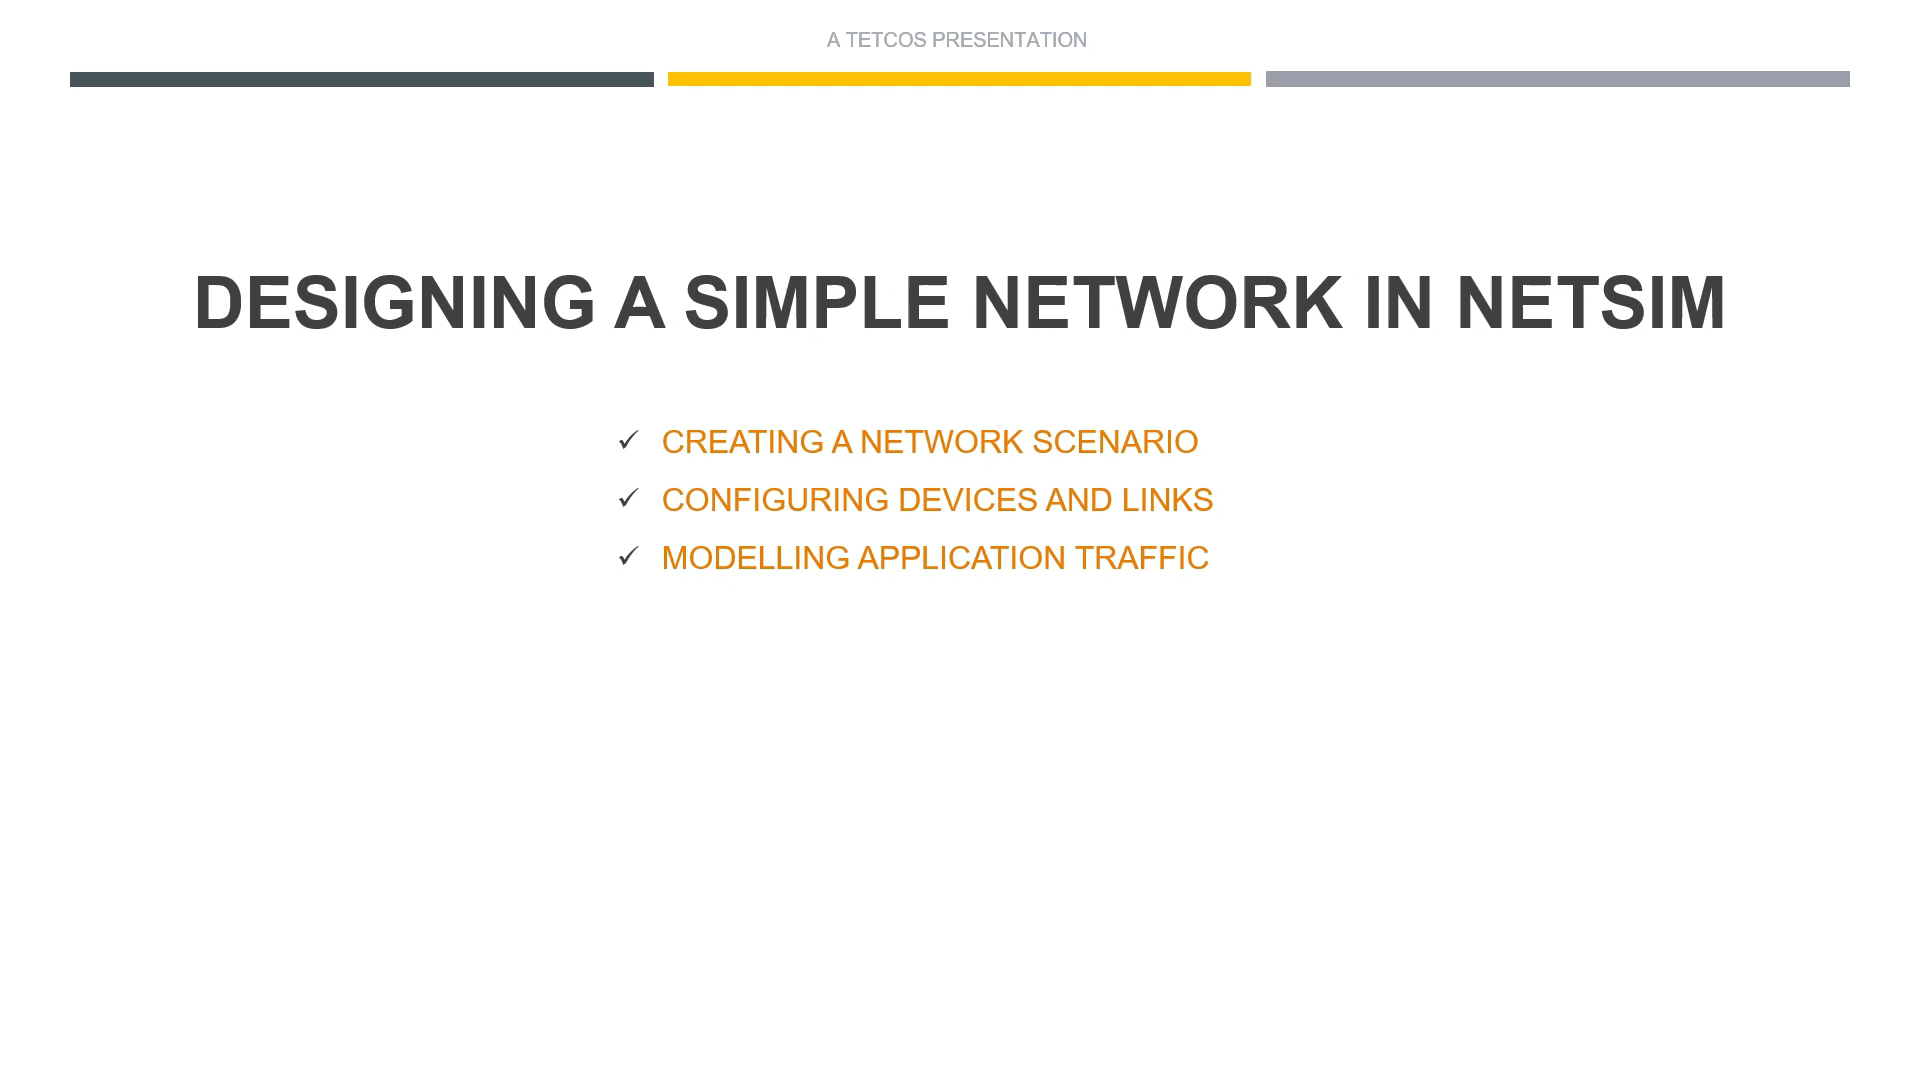 A TETCOS PRESENTATION
DESIGNING A SIMPLE NETWORK IN NETSIM
✓ CREATING A NETWORK SCENARIO
✓ CONFIGURING DEVICES AND LINKS
✓ MODELLING APPLICATION TRAFFIC